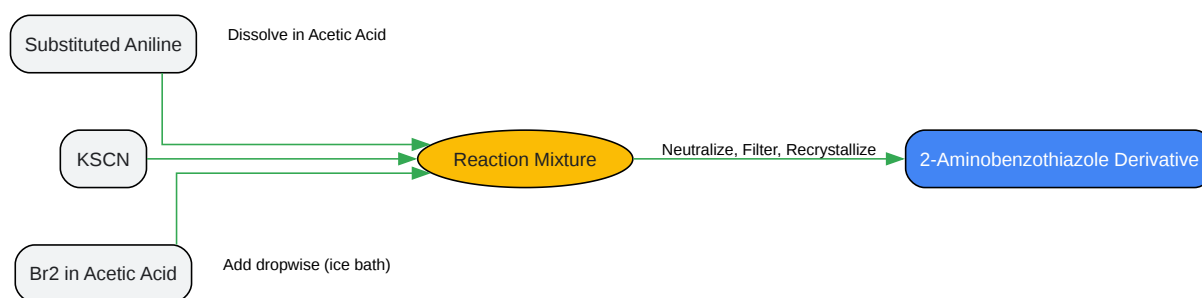 Substituted Aniline
Dissolve in Acetic Acid
KSCN
Reaction Mixture
Neutralize, Filter, Recrystallize
2-Aminobenzothiazole Derivative
Br2 in Acetic Acid
Add dropwise (ice bath)